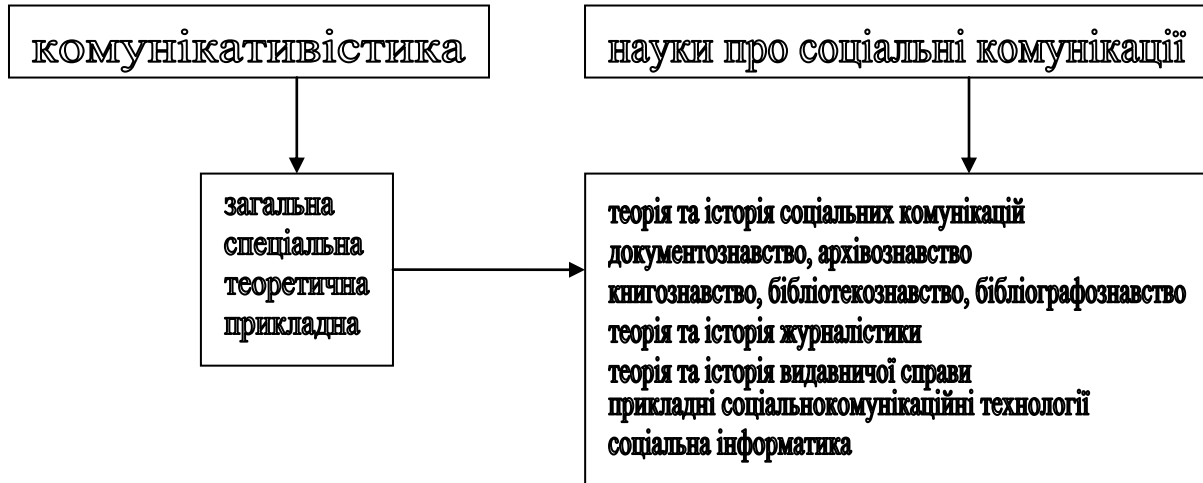 комунікативістика
науки про соціальні комунікації
загальна
спеціальна
теоретична
прикладна
теорія та історія соціальних комунікацій
документознавство, архівознавство
книгознавство, бібліотекознавство, бібліографознавство
теорія та історія журналістики
теорія та історія видавничої справи
прикладні соціальнокомунікаційні технології
соціальна інформатика